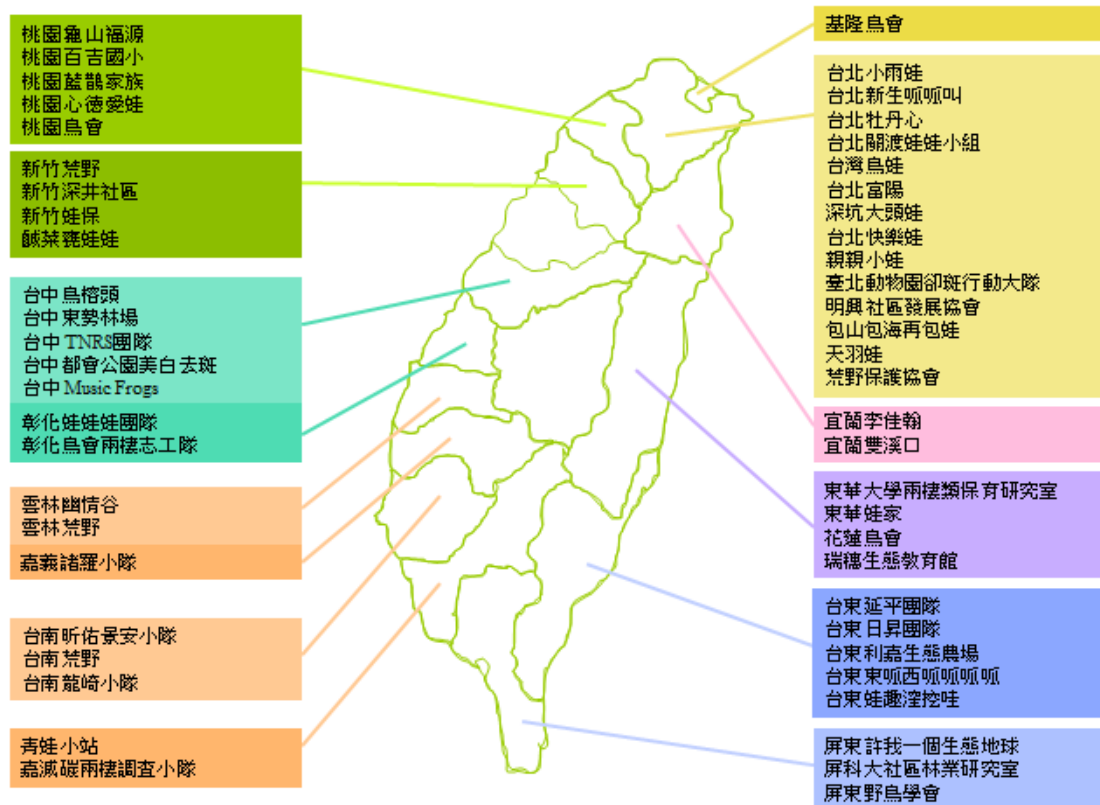 桃園龜山福源
桃園百吉國小
桃園藍鵲家族
桃園心德愛蛙
桃園鳥會
新竹荒野
新竹深井社區
新竹蛙保
鹹菜甕蛙蛙
台中鳥榕頭
台中東勢林場
台中TNRS團隊
台中都會公園美白去斑
台中Music Frogs
彰化蛙蛙蛙團隊
彰化鳥會兩棲志工隊
雲林幽情谷
雲林荒野
嘉義諸羅小隊
台南昕佑景安小隊
台南荒野
台南龍崎小隊
青蛙小站
嘉減碳兩棲調查小隊
基隆鳥會
台北小雨蛙
台北新生呱呱叫
台北牡丹心
台北關渡蛙蛙小組
台灣鳥蛙
台北富陽
深坑大頭蛙
台北快樂蛙
親親小蛙
臺北動物園卻斑行動大隊
明興社區發展協會
包山包海再包蛙
天羽蛙
荒野保護協會
宜蘭李佳翰
宜蘭雙溪口
東華大學兩棲類保育研究室
東華蛙家
花蓮鳥會
瑞穗生態教育館
台東延平團隊
台東日昇團隊
台東利嘉生態農場
台東東呱西呱呱呱呱
台東蛙趣溼挖哇
屏東許我一個生態地球
屏科大社區林業研究室
屏東野鳥學會